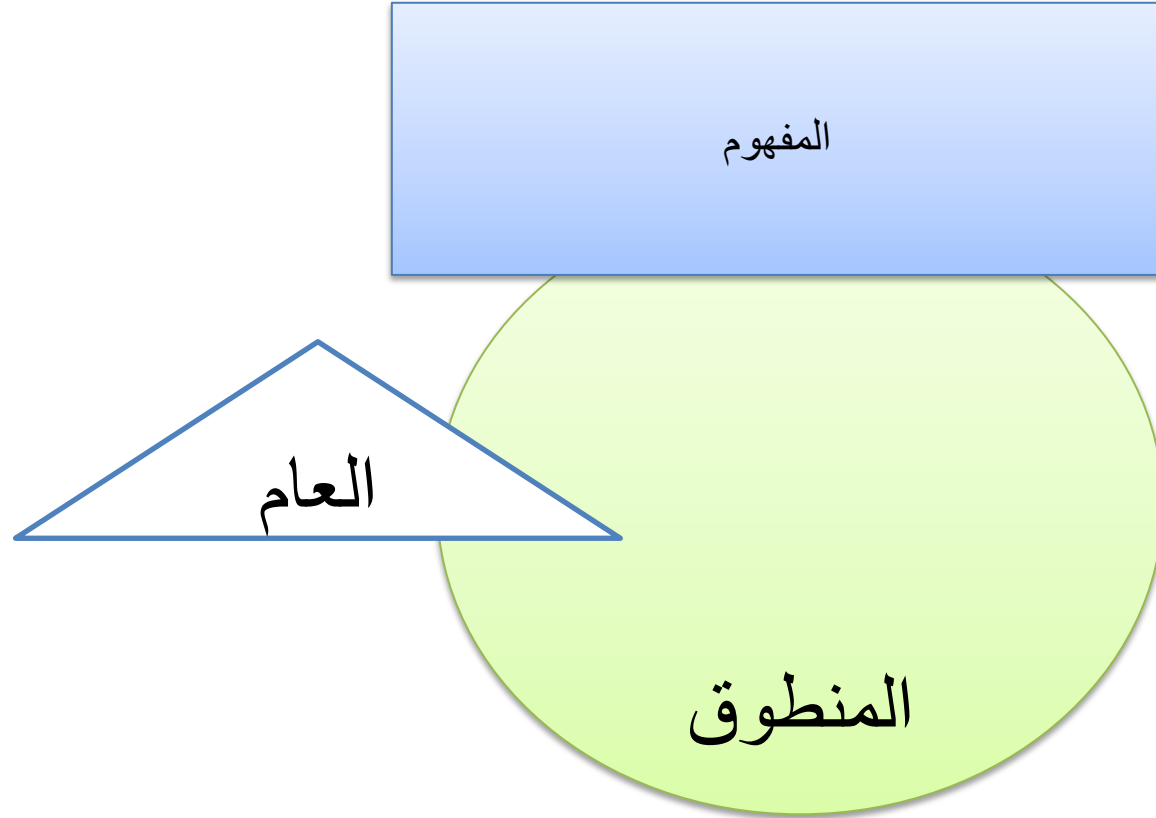 المفهوم
العام
المنطوق